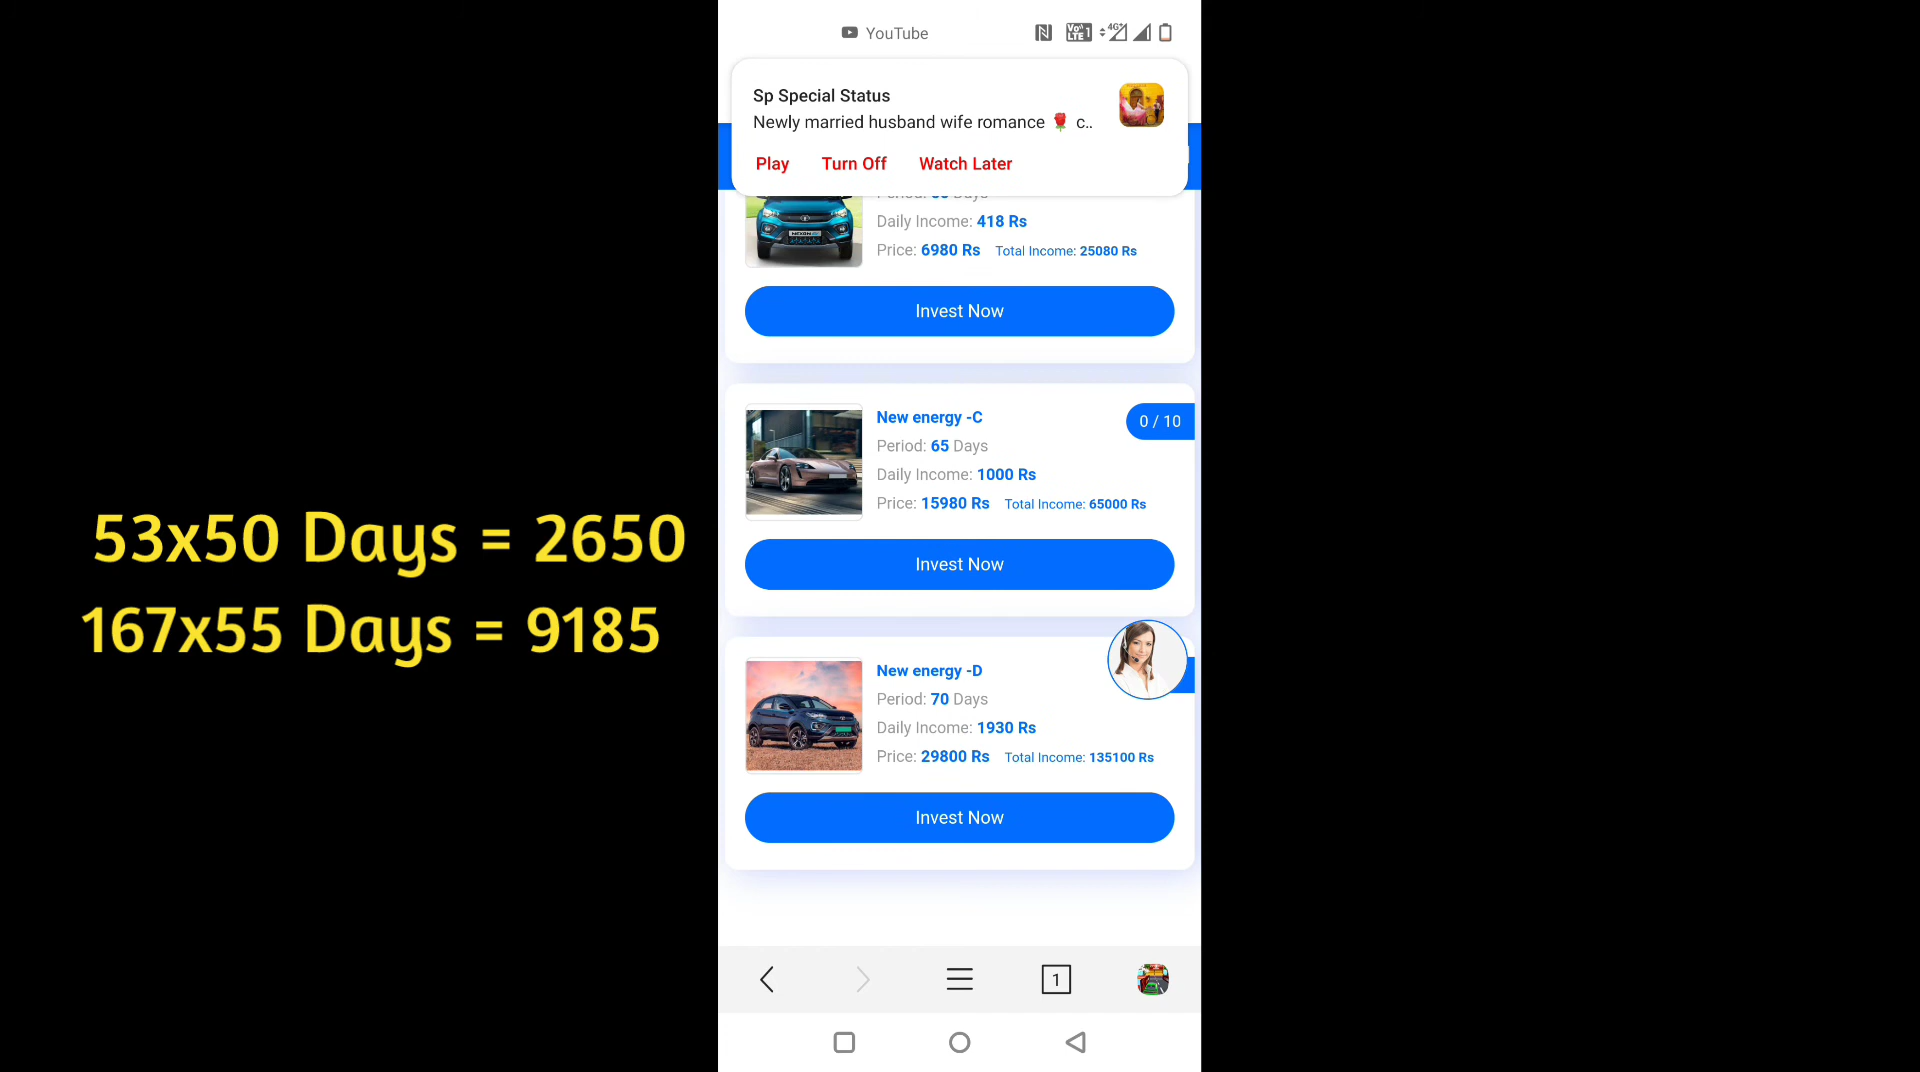 YouTube
Sp Special Status
Newly married husband wife romance 🌹 c..
Play Turn Off Watch Later
Daily Income: 418 Rs
Price: 6980 Rs Total Income: 25080 Rs
Invest Now
New energy -C
0 / 10
Period: 65 Days
Daily Income: 1000 Rs
Price: 15980 Rs Total Income: 65000 Rs
Invest Now
53x50 Days = 2650
167x55 Days = 9185
New energy -D
Period: 70 Days
Daily Income: 1930 Rs
Price: 29800 Rs Total Income: 135100 Rs
Invest Now
1